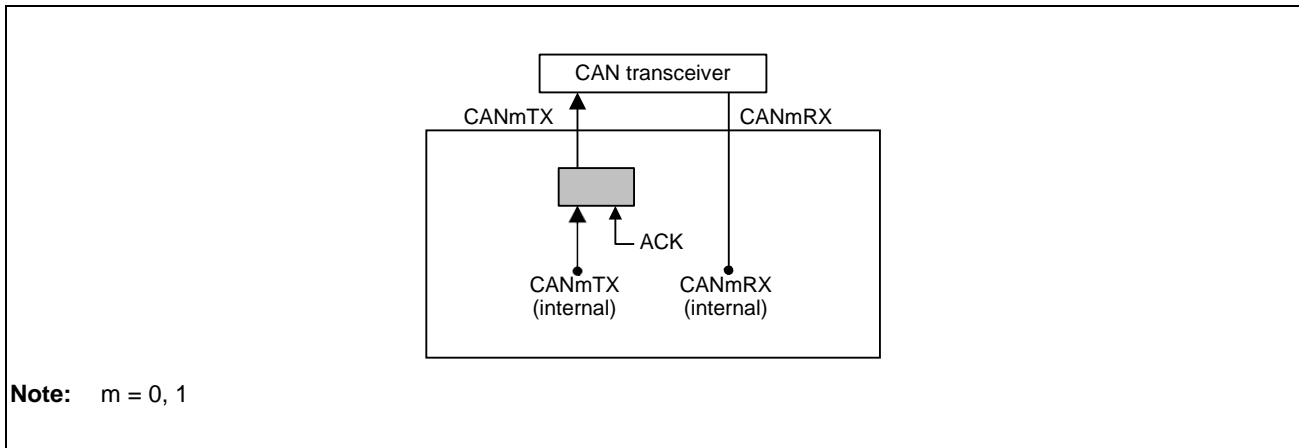 CAN transceiver
CANmTX
CANmRX
ACK
CANmTX
(internal)
CANmRX
(internal)
Note: m = 0, 1